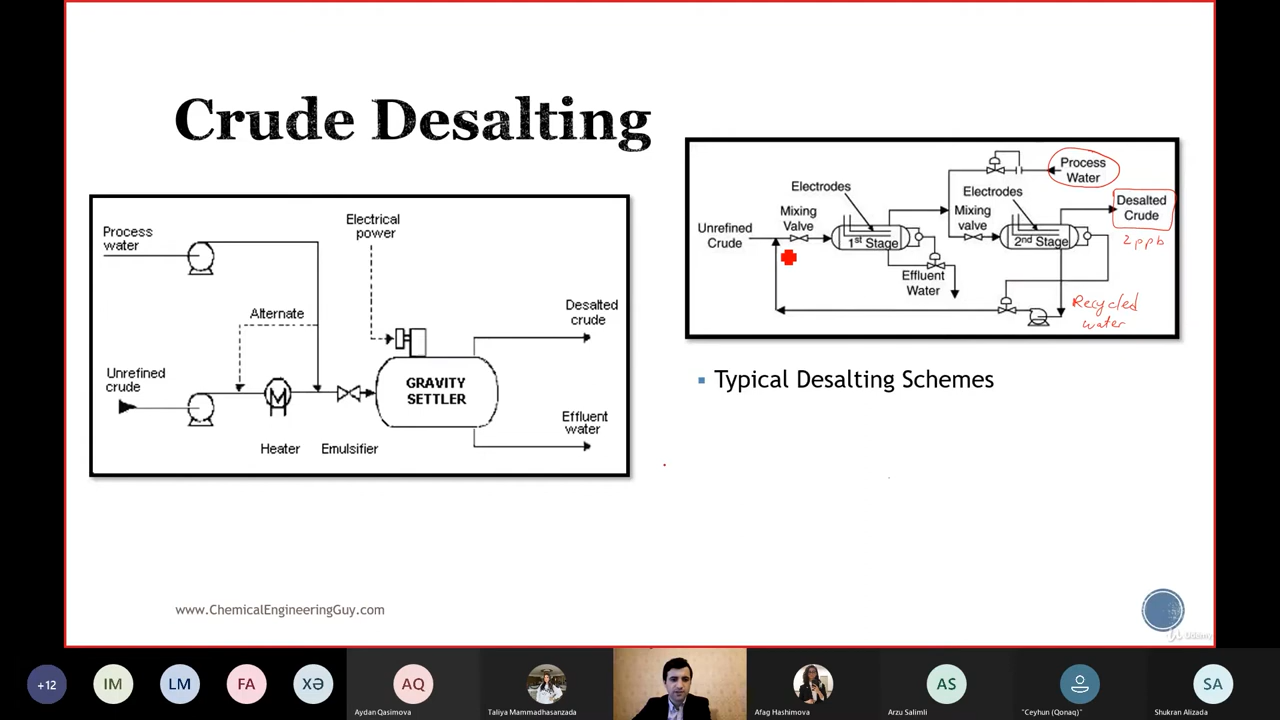 Crude Desalting
Process
water
Electrical
power
Alternate
Desalted
crude
Unrefined
crude
M
GRAVITY
SETTLER
Effluent
water
Heater
Emulsifier
Process
Water
Electrodes
Electrodes
Desalted
Crude
Mixing
Valve
Mixing
valve
Unrefined
Crude
1st Stage
2nd Stage
2 ppb
Effluent
Water
Recycled
water
Typical Desalting Schemes
www.ChemicalEngineeringGuy.com
Udemy
+12
IM
LM
FA
XƏ
AQ
AS
SA
Aydan Qasimova
Taliya Mammadhasanzada
Afag Hashimova
Arzu Salimli
"Ceyhun (Qonaq)"
Shukran Alizada